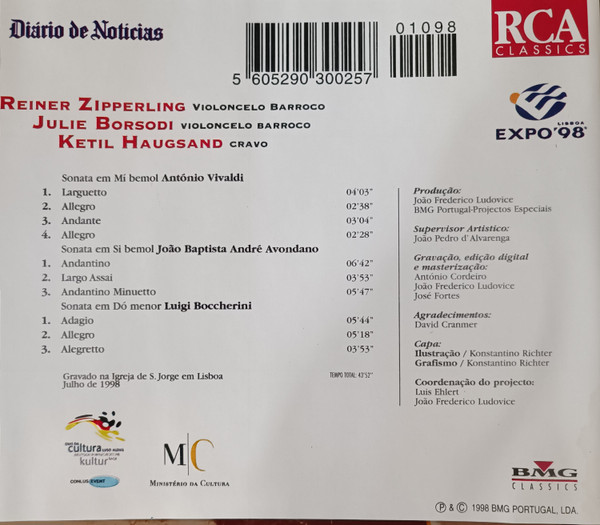 Diário de Notícias
01098
5 605290 300257
RCA
CLASSICS
REINER ZIPPERLING VIOLONCELO BARROCO
JULIE BORSODI VIOLONCELO BARROCO
KETIL HAUGSAND CRAVO
LISBOA
EXPO'98
Sonata em Mi bemol António Vivaldi
1. Larguetto 04'03"
2. Allegro 02'38"
3. Andante 03'04"
4. Allegro 02'28"
Sonata em Si bemol João Baptista André Avondano
1. Andantino 06'42"
2. Largo Assai 03'53"
3. Andantino Minuetto 05'47"
Sonata em Dó menor Luigi Boccherini
1. Adagio 05'44"
2. Allegro 05'18"
3. Alegretto 03'53"
Gravado na Igreja de S. Jorge em Lisboa
Julho de 1998
TEMPO TOTAL: 43'52"
Produção:
João Frederico Ludovice
BMG Portugal-Projectos Especiais
Supervisor Artístico:
João Pedro d'Alvarenga
Gravação, edição digital
e masterização:
António Cordeiro
João Frederico Ludovice
José Fortes
Agradecimentos:
David Cranmer
Capa:
Ilustração / Konstantino Richter
Grafismo / Konstantino Richter
Coordenação do projecto:
Luis Ehlert
João Frederico Ludovice
cultura
kultur
COM.LUS EVENT
M C
MINISTÉRIO DA CULTURA
BMG
CLASSICS
℗ & © 1998 BMG PORTUGAL, LDA.